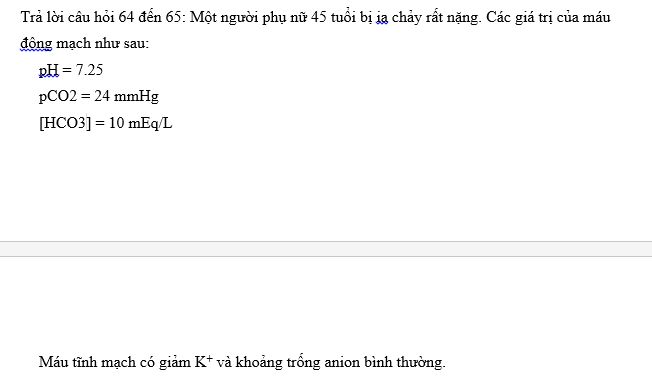 Trả lời câu hỏi 64 đến 65: Một người phụ nữ 45 tuổi bị ịa chảy rất nặng. Các giá trị của máu
động mạch như sau:
pH = 7.25
pCO2 = 24 mmHg
[HCO3] = 10 mEq/L
Máu tĩnh mạch có giảm K⁺ và khoảng trống anion bình thường.